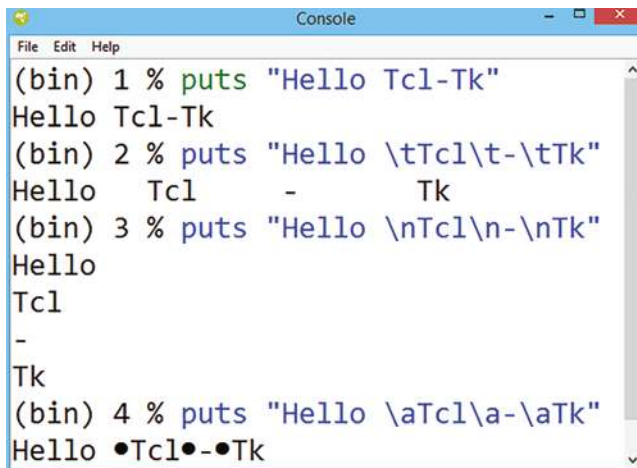 Console
File Edit Help
(bin) 1 % puts "Hello Tcl-Tk"
Hello Tcl-Tk
(bin) 2 % puts "Hello \tTcl\t-\tTk"
Hello Tcl - Tk
(bin) 3 % puts "Hello \nTcl\n-\nTk"
Hello
Tcl
-
Tk
(bin) 4 % puts "Hello \aTcl\a-\aTk"
Hello ●Tcl●-●Tk